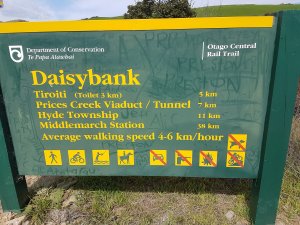 Department of Conservation
Te Papa Atawhai
Otago Central
Rail Trail
Daisybank
Tiroiti (Toilet 3 km) 5 km
Prices Creek Viaduct / Tunnel 7 km
Hyde Township 11 km
Middlemarch Station 38 km
Average walking speed 4-6 km/hour